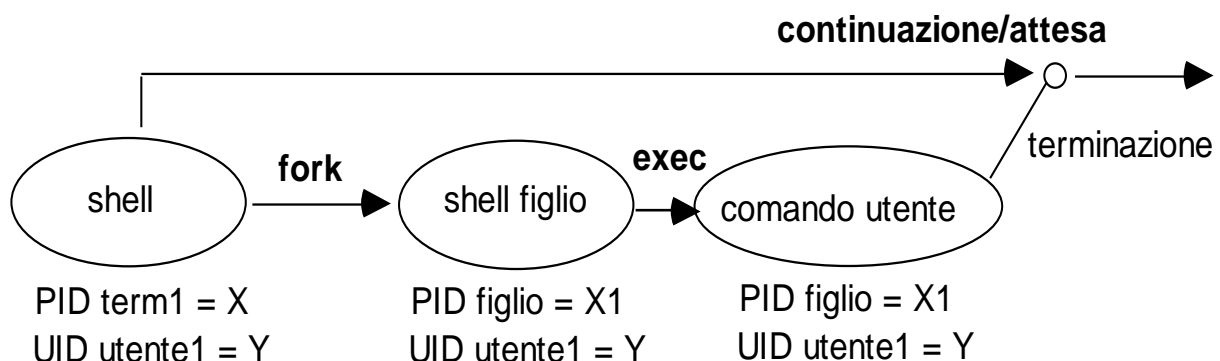 continuazione/attesa
terminazione
fork
exec
shell
shell figlio
comando utente
PID term1 = X
PID figlio = X1
PID figlio = X1
UID utente1 = Y
UID utente1 = Y
UID utente1 = Y